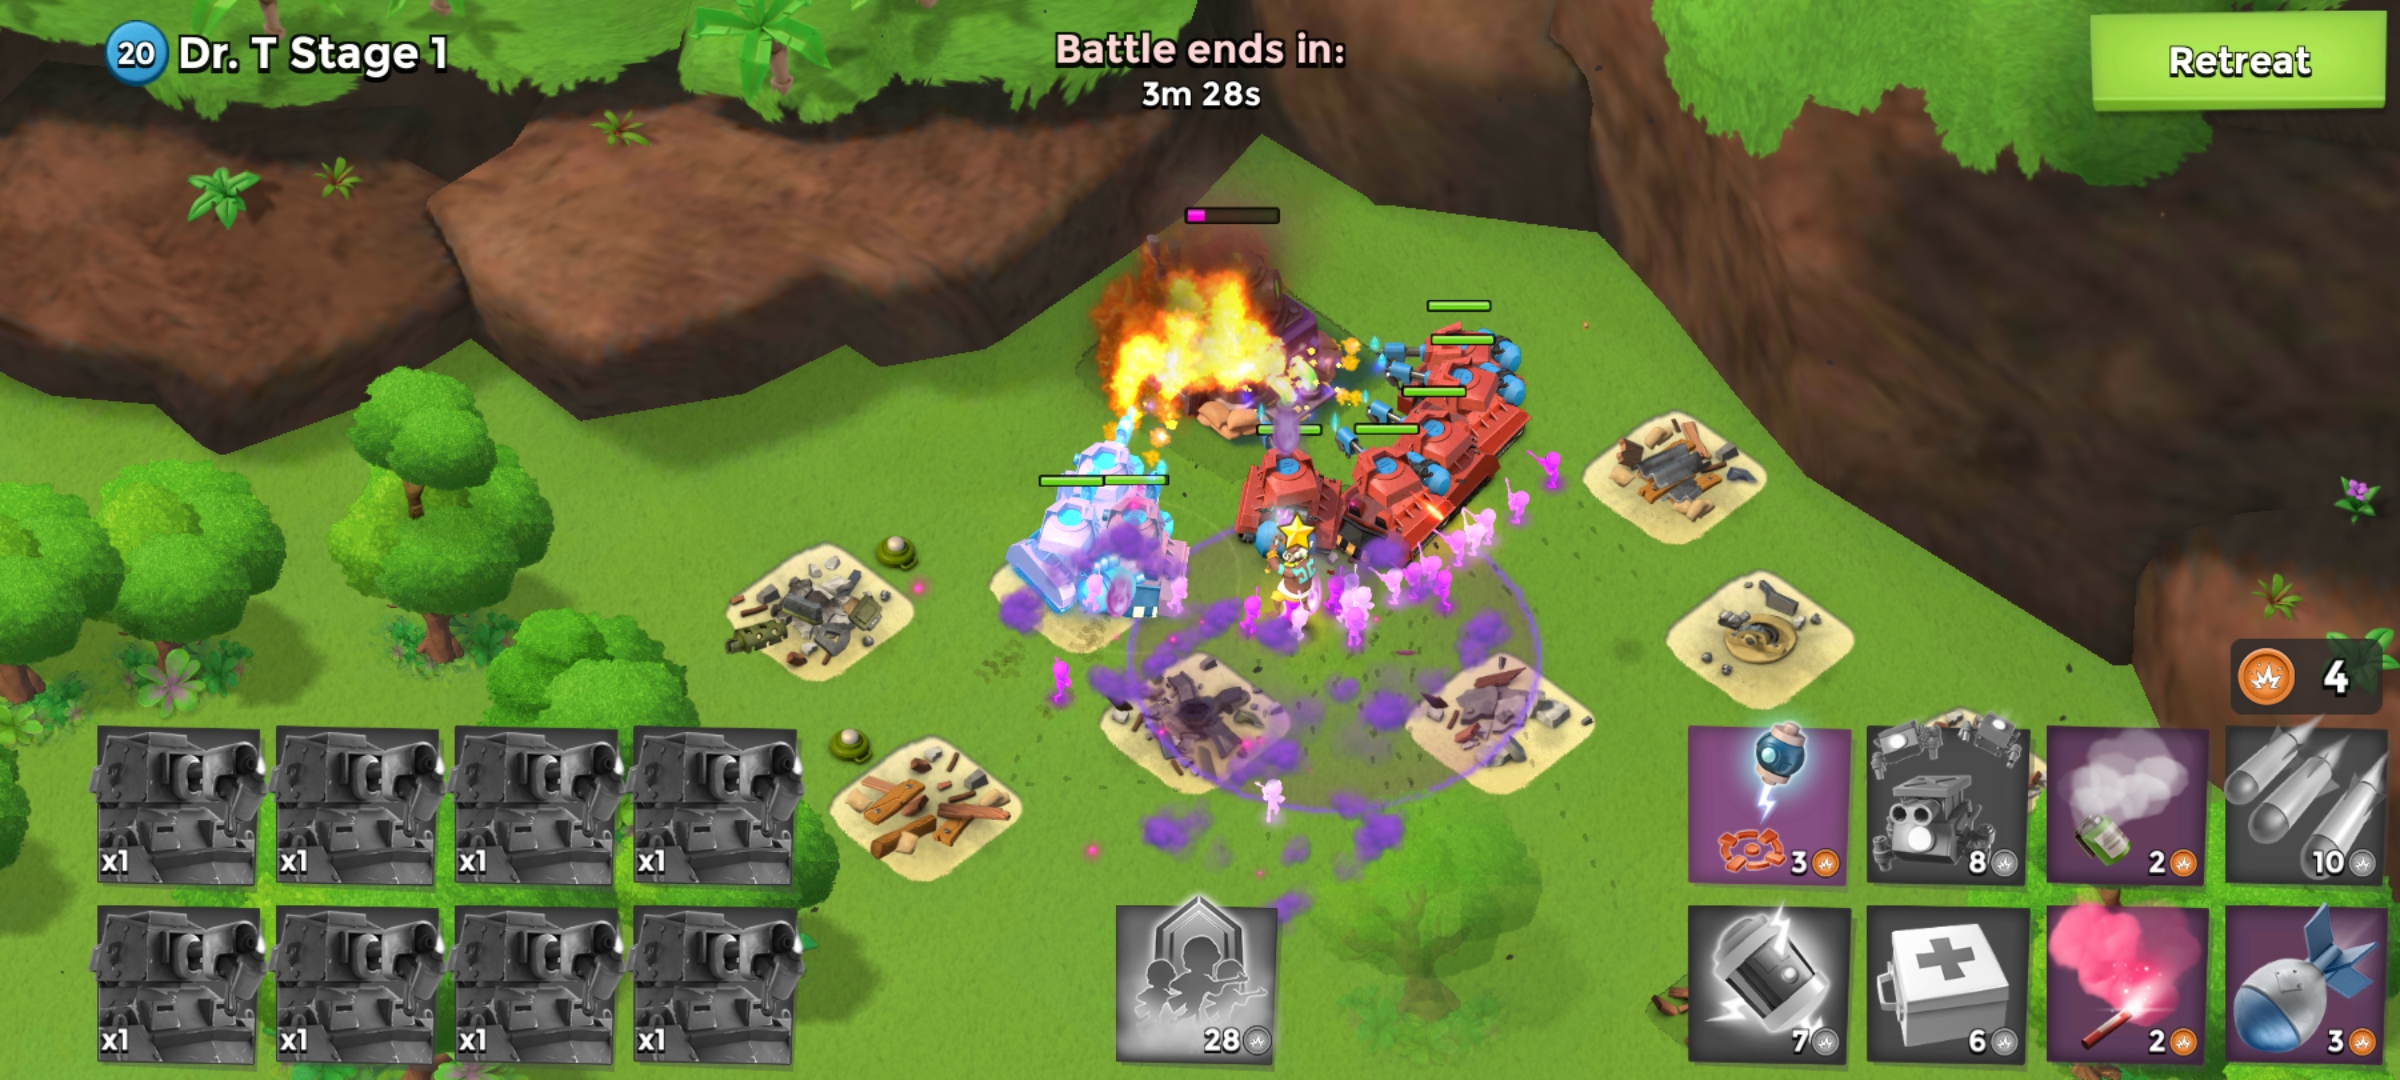 20 Dr. T Stage 1
Battle ends in:
3m 28s
Retreat
4
x1 x1 x1 x1
3 8 2 10
x1 x1 x1 x1
28
7 6 2 3